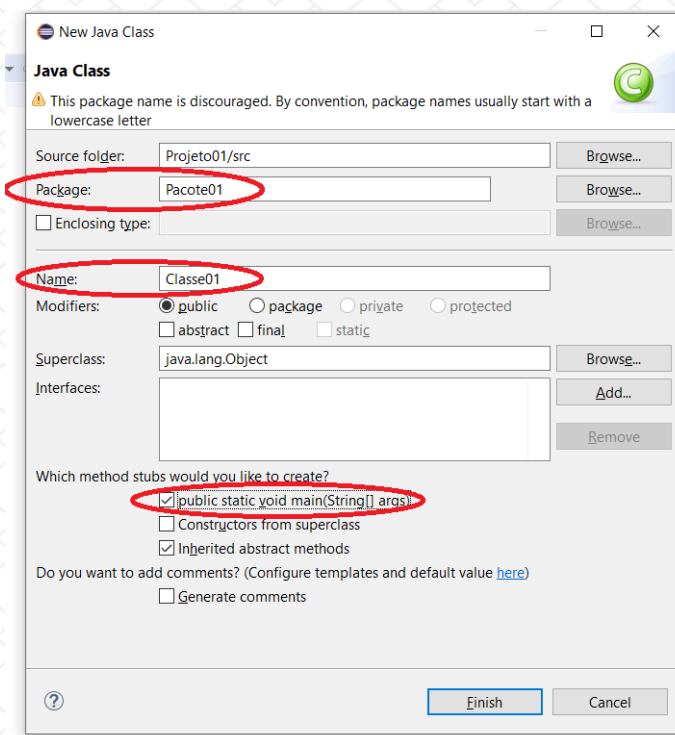 New Java Class
Java Class
This package name is discouraged. By convention, package names usually start with a
lowercase letter
C
Source folder: Projeto01/src Browse...
Package: Pacote01 Browse...
Enclosing type: Browse...
Name: Classe01
Modifiers: public package private protected
abstract final static
Superclass: java.lang.Object Browse...
Interfaces: Add...
Remove
Which method stubs would you like to create?
public static void main(String[] args)
Constructors from superclass
Inherited abstract methods
Do you want to add comments? (Configure templates and default value here)
Generate comments
? Finish Cancel